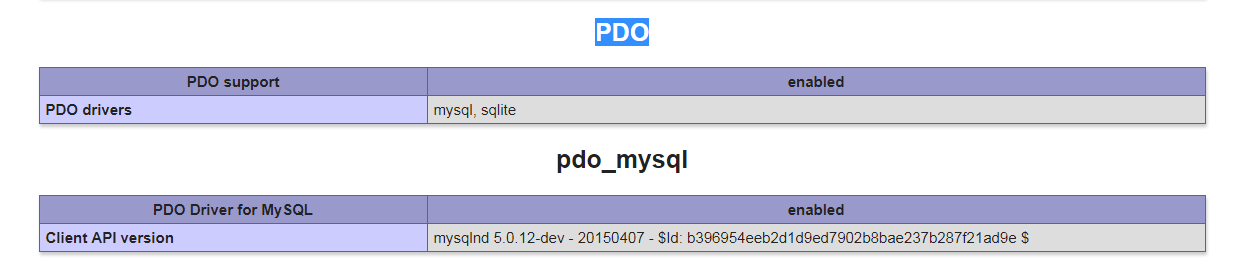 PDO
PDO support enabled
PDO drivers mysql, sqlite
pdo_mysql
PDO Driver for MySQL enabled
Client API version mysqlnd 5.0.12-dev - 20150407 - $Id: b396954eeb2d1d9ed7902b8bae237b287f21ad9e $